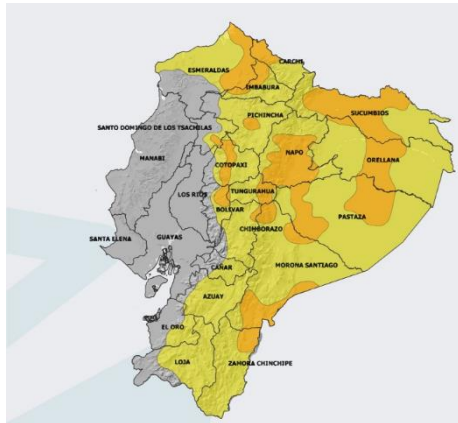 CARCHI
ESMERALDAS
IMBABURA
PICHINCHA
SUCUMBIOS
SANTO DOMINGO DE LOS TSACHILAS
NAPO
MANABI
COTOPAXI
ORELLANA
TUNGURAHUA
LOS RIOS
BOLIVAR
PASTAZA
SANTA ELENA
GUAYAS
CHIMBORAZO
CAÑAR
MORONA SANTIAGO
AZUAY
EL ORO
LOJA
ZAMORA CHINCHIPE